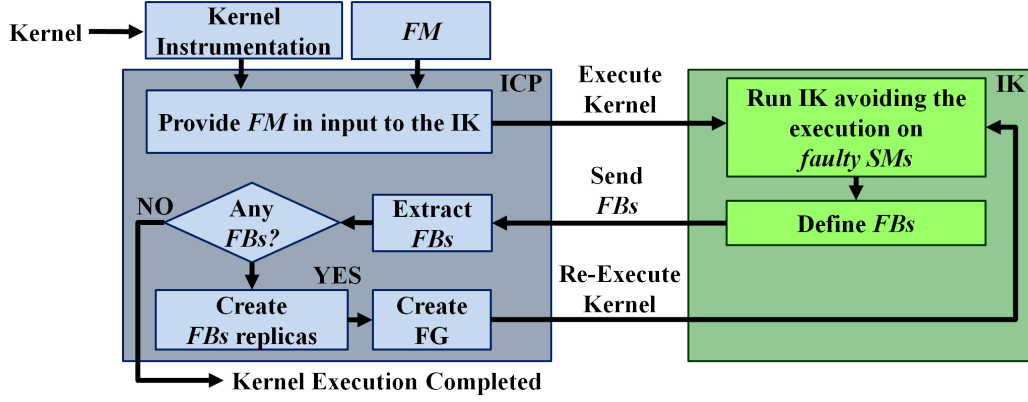 Kernel
Kernel
Instrumentation
FM
ICP
Provide FM in input to the IK
Execute
Kernel
IK
Run IK avoiding the
execution on
faulty SMs
Define FBs
Send
FBs
Extract
FBs
Any
FBs?
NO
YES
Create
FBs replicas
Create
FG
Re-Execute
Kernel
Kernel Execution Completed